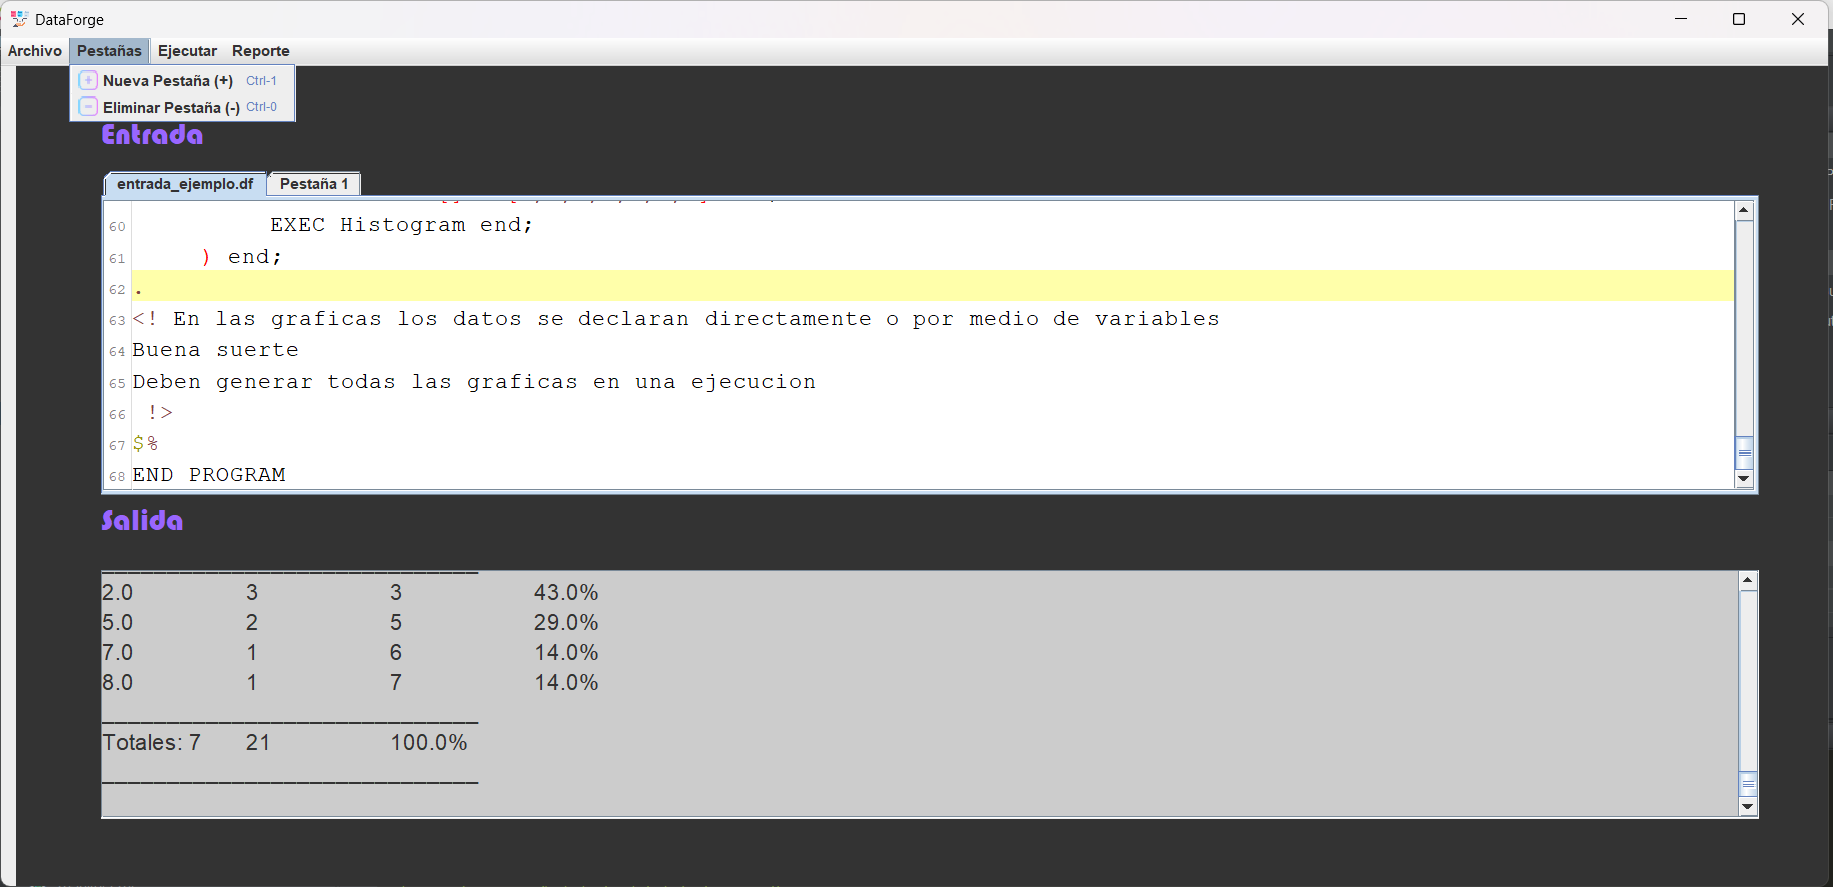 DataForge
Archivo Pestañas Ejecutar Reporte
Nueva Pestaña (+) Ctrl-1
Eliminar Pestaña (-) Ctrl-0
Entrada
entrada_ejemplo.df Pestaña 1
60 EXEC Histogram end;
61 ) end;
62 .
63 <! En las graficas los datos se declaran directamente o por medio de variables
64 Buena suerte
65 Deben generar todas las graficas en una ejecucion
66 !>
67 $%
68 END PROGRAM
Salida
2.0 3 3 43.0%
5.0 2 5 29.0%
7.0 1 6 14.0%
8.0 1 7 14.0%
Totales: 7 21 100.0%